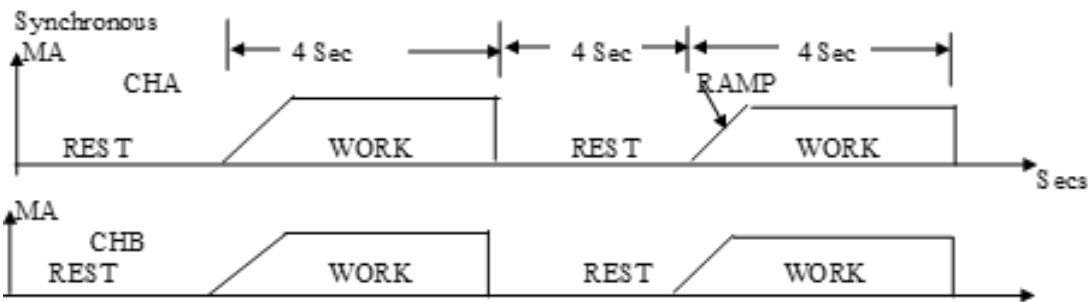 Synchronous
MA
4 Sec 4 Sec 4 Sec
CHA RAMP
REST WORK REST WORK
Secs
MA
CHB
REST WORK REST WORK